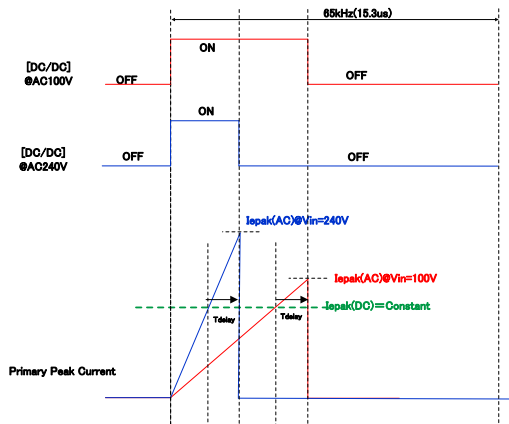 65kHz(15.3us)
[DC/DC]
@AC100V
OFF
ON
OFF
[DC/DC]
@AC240V
OFF
ON
OFF
Iepak(AC)@Vin=240V
Iepak(AC)@Vin=100V
Iepak(DC)=Constant
Tdelay
Tdelay
Primary Peak Current